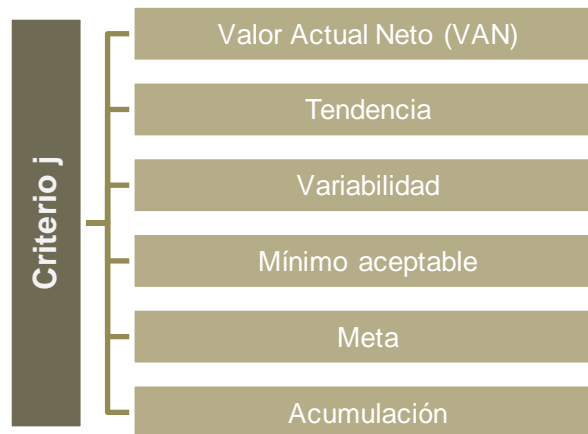 Criterio j
Valor Actual Neto (VAN)
Tendencia
Variabilidad
Mínimo aceptable
Meta
Acumulación